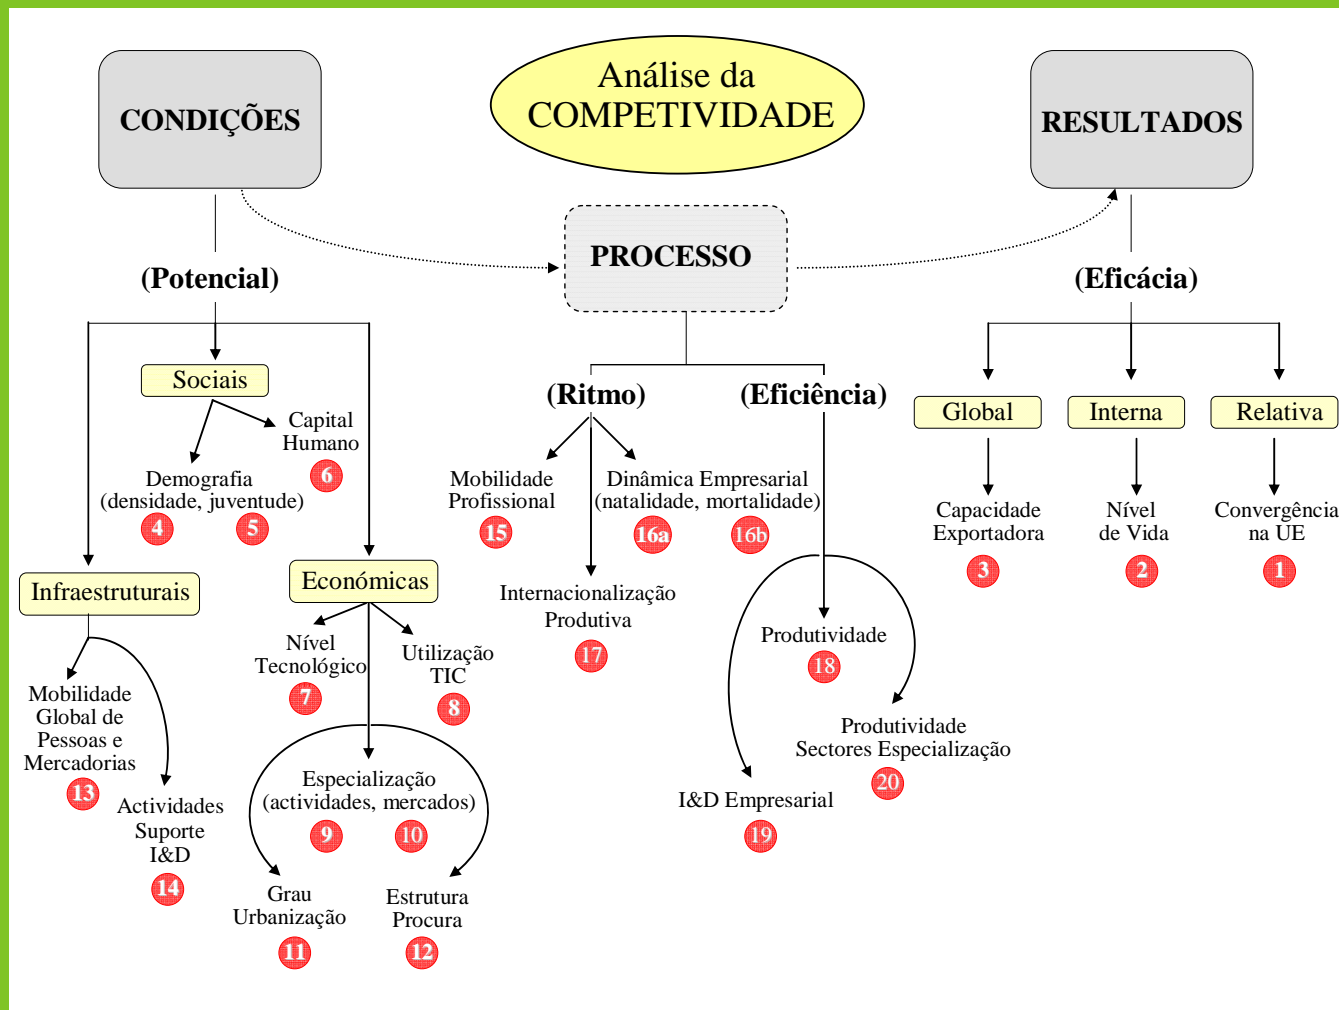 Análise da
COMPETIVIDADE
CONDIÇÕES
(Potencial)
Sociais
Capital
Humano
6
Demografia
(densidade, juventude)
4
5
Infraestruturais
Mobilidade
Global de
Pessoas e
Mercadorias
13
Actividades
Suporte
I&D
14
Económicas
Nível
Tecnológico
7
Utilização
TIC
8
Especialização
(actividades, mercados)
9
10
Grau
Urbanização
11
Estrutura
Procura
12
PROCESSO
(Ritmo)
Mobilidade
Profissional
15
Dinâmica Empresarial
(natalidade, mortalidade)
16a
16b
Internacionalização
Produtiva
17
(Eficiência)
Produtividade
18
Produtividade
Sectores Especialização
20
I&D Empresarial
19
RESULTADOS
(Eficácia)
Global
Capacidade
Exportadora
3
Interna
Nível
de Vida
2
Relativa
Convergência
na UE
1